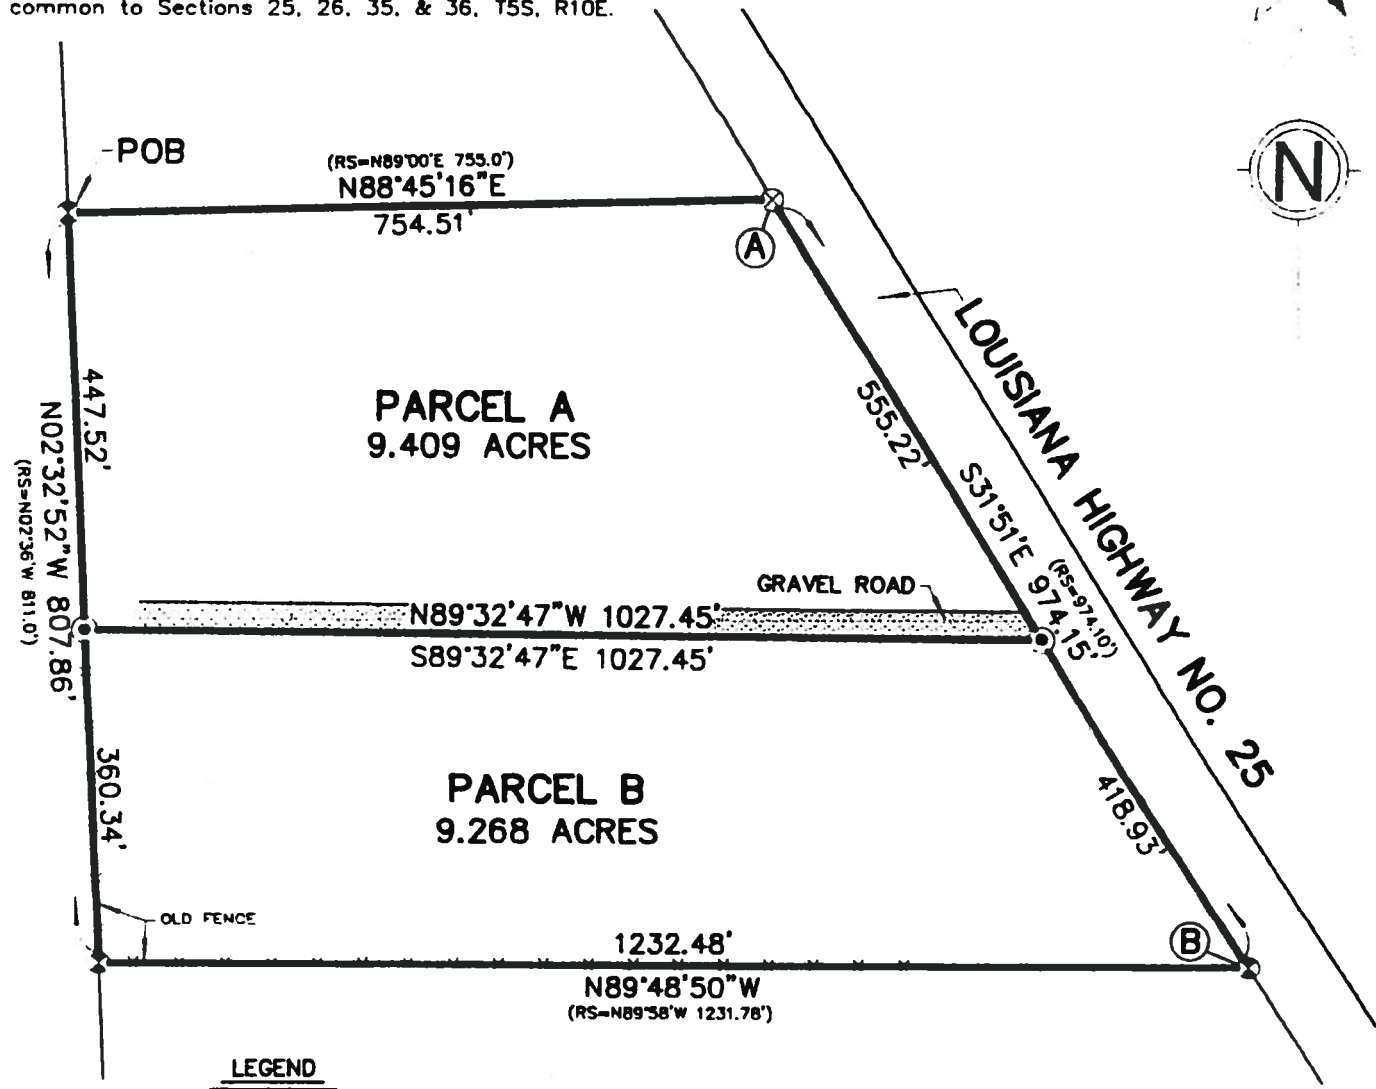 common to Sections 25, 26, 35, & 36, T5S, R10E.
POB
(RS=N89°00'E 755.0')
N88°45'16"E
754.51'
N
A
LOUISIANA HIGHWAY NO. 25
447.52'
N02°32'52"W 807.86'
(RS=N02°36'W 811.0')
PARCEL A
9.409 ACRES
555.22'
S31°51'E 974.15'
(RS=974.10')
GRAVEL ROAD
N89°32'47"W 1027.45'
S89°32'47"E 1027.45'
360.34'
PARCEL B
9.268 ACRES
418.93'
OLD FENCE
1232.48'
B
N89°48'50"W
(RS=N89°58'W 1231.78')
LEGEND